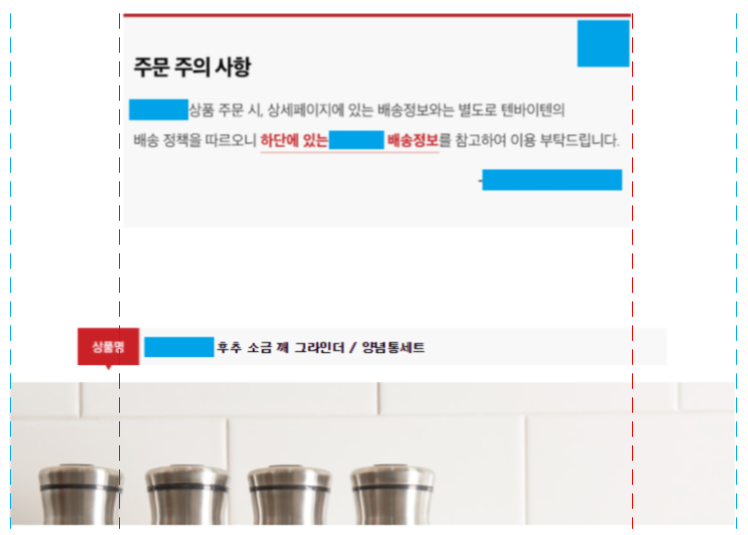 주문 주의 사항
상품 주문 시, 상세페이지에 있는 배송정보와는 별도로 텐바이텐의
배송 정책을 따르오니 하단에 있는 배송정보를 참고하여 이용 부탁드립니다.
-
상품명
후추 소금 깨 그라인더 / 양념통세트